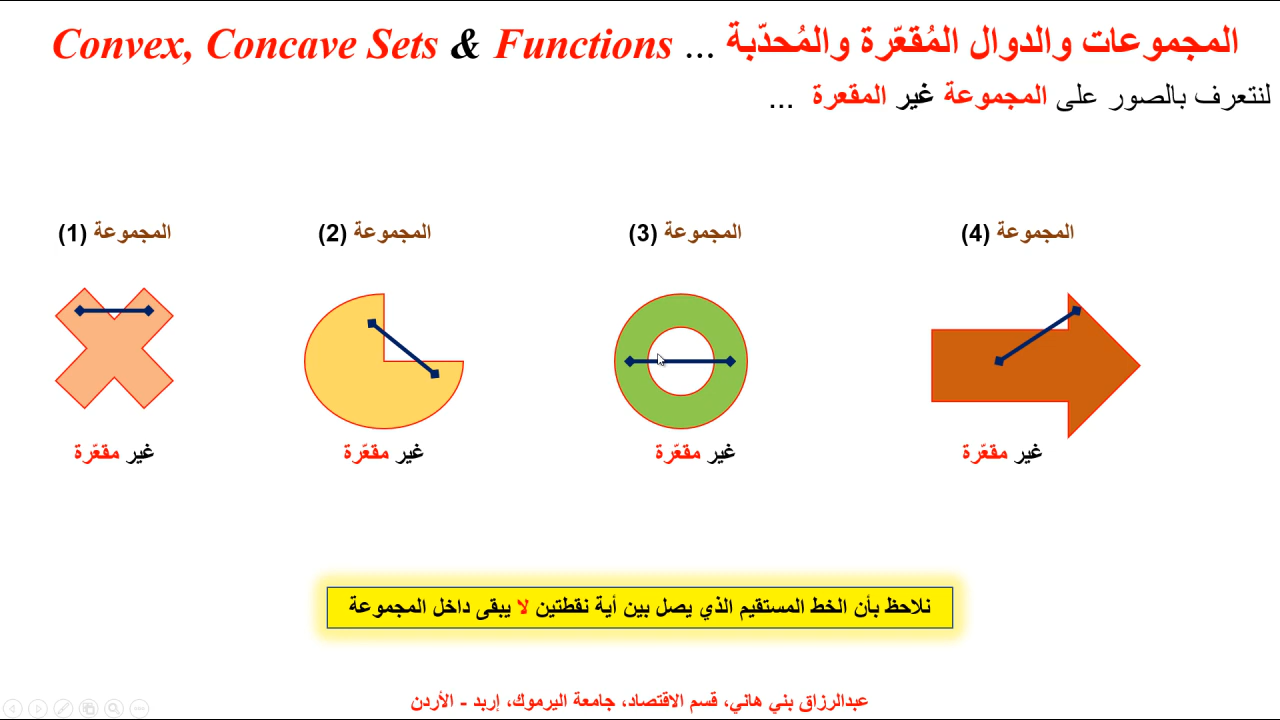 المجموعات والدوال المُقعّرة والمُحدّبة ... Convex, Concave Sets & Functions
لنتعرف بالصور على المجموعة غير المقعرة ...
المجموعة (1)
المجموعة (2)
المجموعة (3)
المجموعة (4)
غير مقعّرة
غير مقعّرة
غير مقعّرة
غير مقعّرة
نلاحظ بأن الخط المستقيم الذي يصل بين أية نقطتين لا يبقى داخل المجموعة
عبدالرزاق بني هاني، قسم الاقتصاد، جامعة اليرموك، إربد - الأردن